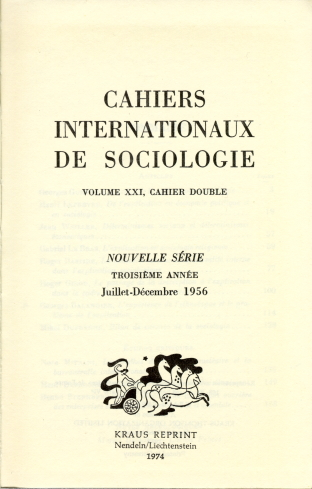 CAHIERS
INTERNATIONAUX
DE SOCIOLOGIE
VOLUME XXI, CAHIER DOUBLE
NOUVELLE SÉRIE
TROISIÈME ANNÉE
Juillet-Décembre 1956
KRAUS REPRINT
Nendeln/Liechtenstein
1974